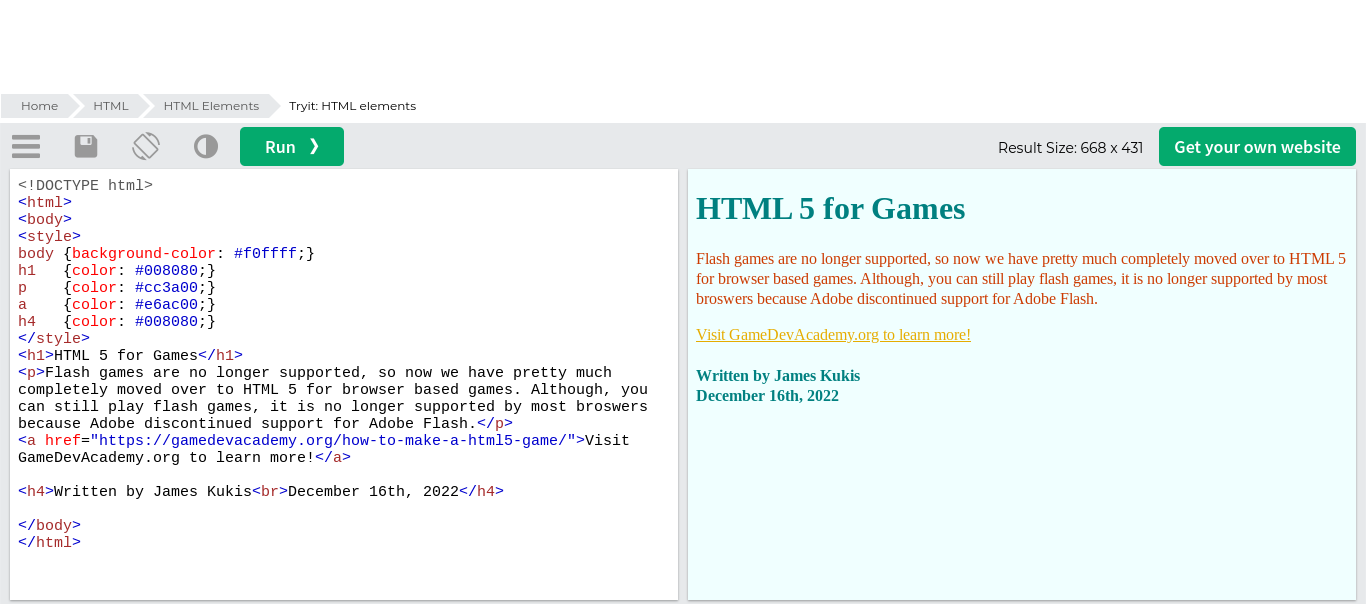 Home HTML HTML Elements Tryit: HTML elements
Run ❯ Result Size: 668 x 431 Get your own website
<!DOCTYPE html>
<html>
<body>
<style>
body {background-color: #f0ffff;}
h1   {color: #008080;}
p    {color: #cc3a00;}
a    {color: #e6ac00;}
h4   {color: #008080;}
</style>
<h1>HTML 5 for Games</h1>
<p>Flash games are no longer supported, so now we have pretty much
completely moved over to HTML 5 for browser based games. Although, you
can still play flash games, it is no longer supported by most broswers
because Adobe discontinued support for Adobe Flash.</p>
<a href="https://gamedevacademy.org/how-to-make-a-html5-game/">Visit
GameDevAcademy.org to learn more!</a>
<h4>Written by James Kukis<br>December 16th, 2022</h4>
</body>
</html>
HTML 5 for Games
Flash games are no longer supported, so now we have pretty much completely moved over to HTML 5
for browser based games. Although, you can still play flash games, it is no longer supported by most
broswers because Adobe discontinued support for Adobe Flash.
Visit GameDevAcademy.org to learn more!
Written by James Kukis
December 16th, 2022